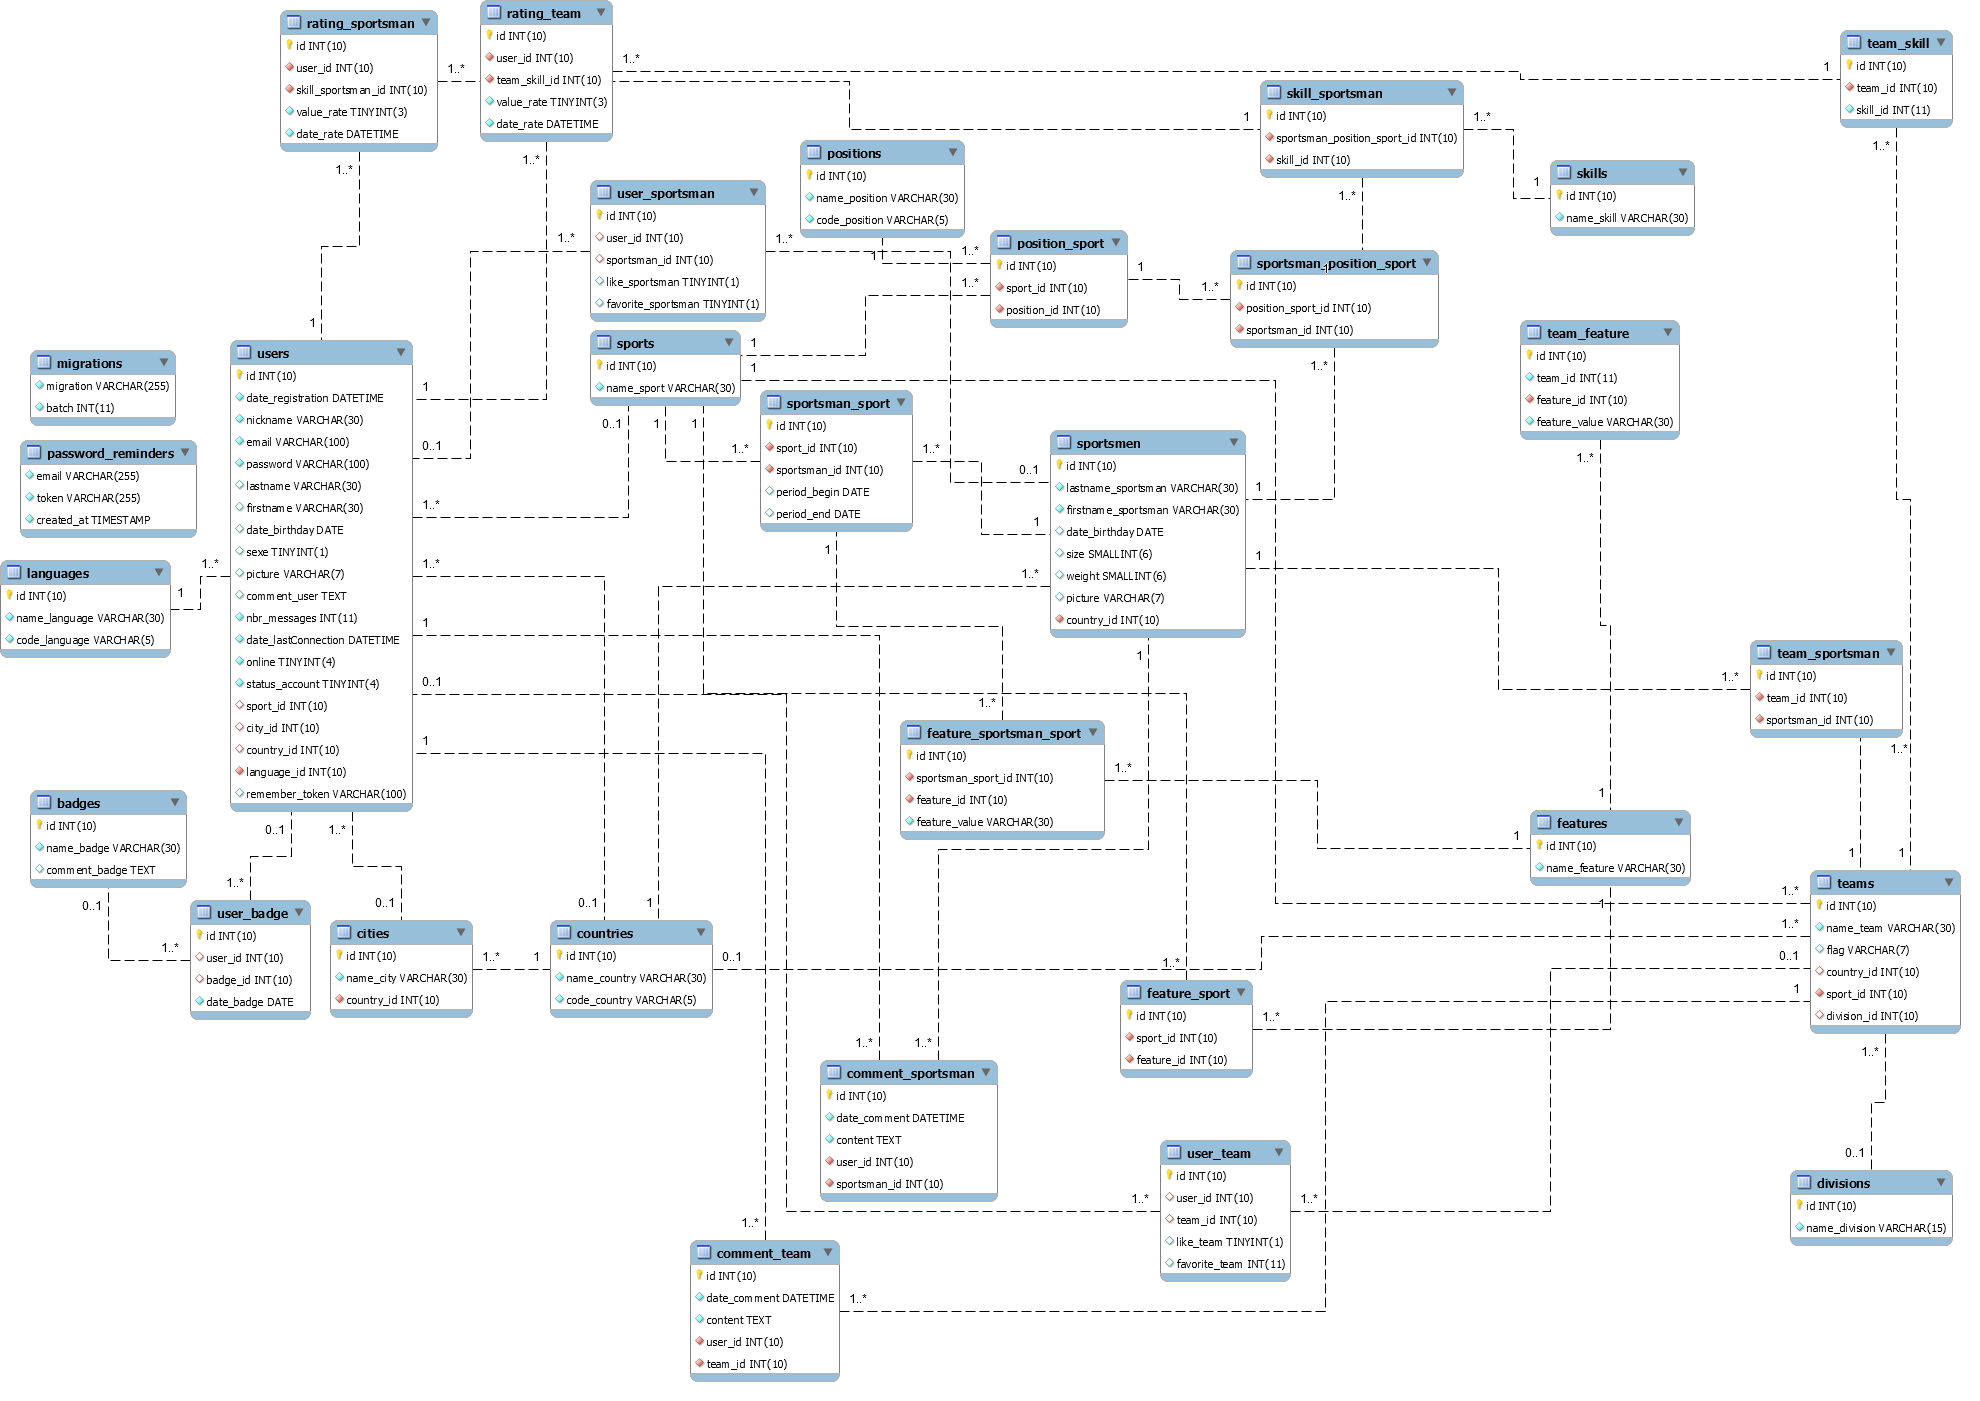 rating_sportsman
id INT(10)
user_id INT(10)
skill_sportsman_id INT(10)
value_rate TINYINT(3)
date_rate DATETIME
1..*
1..*
rating_team
id INT(10)
user_id INT(10)
team_skill_id INT(10)
value_rate TINYINT(3)
date_rate DATETIME
1..*
1..*
1
team_skill
id INT(10)
team_id INT(10)
skill_id INT(11)
1..*
skill_sportsman
id INT(10)
sportsman_position_sport_id INT(10)
skill_id INT(10)
1
1..*
1..*
1
skills
id INT(10)
name_skill VARCHAR(30)
positions
id INT(10)
name_position VARCHAR(30)
code_position VARCHAR(5)
1
user_sportsman
id INT(10)
user_id INT(10)
sportsman_id INT(10)
like_sportsman TINYINT(1)
favorite_sportsman TINYINT(1)
1..*
1..*
position_sport
id INT(10)
sport_id INT(10)
position_id INT(10)
1..*
1..*
1
1..*
sportsman_position_sport
id INT(10)
position_sport_id INT(10)
sportsman_id INT(10)
1
1..*
team_feature
id INT(10)
team_id INT(11)
feature_id INT(10)
feature_value VARCHAR(30)
1..*
sports
id INT(10)
name_sport VARCHAR(30)
1
1
0..1
1
1
migrations
migration VARCHAR(255)
batch INT(11)
password_reminders
email VARCHAR(255)
token VARCHAR(255)
created_at TIMESTAMP
languages
id INT(10)
name_language VARCHAR(30)
code_language VARCHAR(5)
1
1..*
1
users
id INT(10)
date_registration DATETIME
nickname VARCHAR(30)
email VARCHAR(100)
password VARCHAR(100)
lastname VARCHAR(30)
firstname VARCHAR(30)
date_birthday DATE
sexe TINYINT(1)
picture VARCHAR(7)
comment_user TEXT
nbr_messages INT(11)
date_lastConnection DATETIME
online TINYINT(4)
status_account TINYINT(4)
sport_id INT(10)
city_id INT(10)
country_id INT(10)
language_id INT(10)
remember_token VARCHAR(100)
1
0..1
1..*
1..*
1
0..1
1
0..1
1..*
sportsman_sport
id INT(10)
sport_id INT(10)
sportsman_id INT(10)
period_begin DATE
period_end DATE
1..*
1..*
1
sportsmen
id INT(10)
lastname_sportsman VARCHAR(30)
firstname_sportsman VARCHAR(30)
date_birthday DATE
size SMALLINT(6)
weight SMALLINT(6)
picture VARCHAR(7)
country_id INT(10)
0..1
1
1..*
1
1
1
team_sportsman
id INT(10)
team_id INT(10)
sportsman_id INT(10)
1..*
1..*
1
1
feature_sportsman_sport
id INT(10)
sportsman_sport_id INT(10)
feature_id INT(10)
feature_value VARCHAR(30)
1..*
1..*
features
id INT(10)
name_feature VARCHAR(30)
1
1
1
badges
id INT(10)
name_badge VARCHAR(30)
comment_badge TEXT
0..1
user_badge
id INT(10)
user_id INT(10)
badge_id INT(10)
date_badge DATE
1..*
1..*
cities
id INT(10)
name_city VARCHAR(30)
country_id INT(10)
0..1
1..*
1
countries
id INT(10)
name_country VARCHAR(30)
code_country VARCHAR(5)
0..1
1
0..1
teams
id INT(10)
name_team VARCHAR(30)
flag VARCHAR(7)
country_id INT(10)
sport_id INT(10)
division_id INT(10)
1..*
1..*
0..1
1
1..*
feature_sport
id INT(10)
sport_id INT(10)
feature_id INT(10)
1..*
1..*
comment_sportsman
id INT(10)
date_comment DATETIME
content TEXT
user_id INT(10)
sportsman_id INT(10)
1..*
1..*
user_team
id INT(10)
user_id INT(10)
team_id INT(10)
like_team TINYINT(1)
favorite_team INT(11)
1..*
1..*
0..1
divisions
id INT(10)
name_division VARCHAR(15)
comment_team
id INT(10)
date_comment DATETIME
content TEXT
user_id INT(10)
team_id INT(10)
1..*
1..*